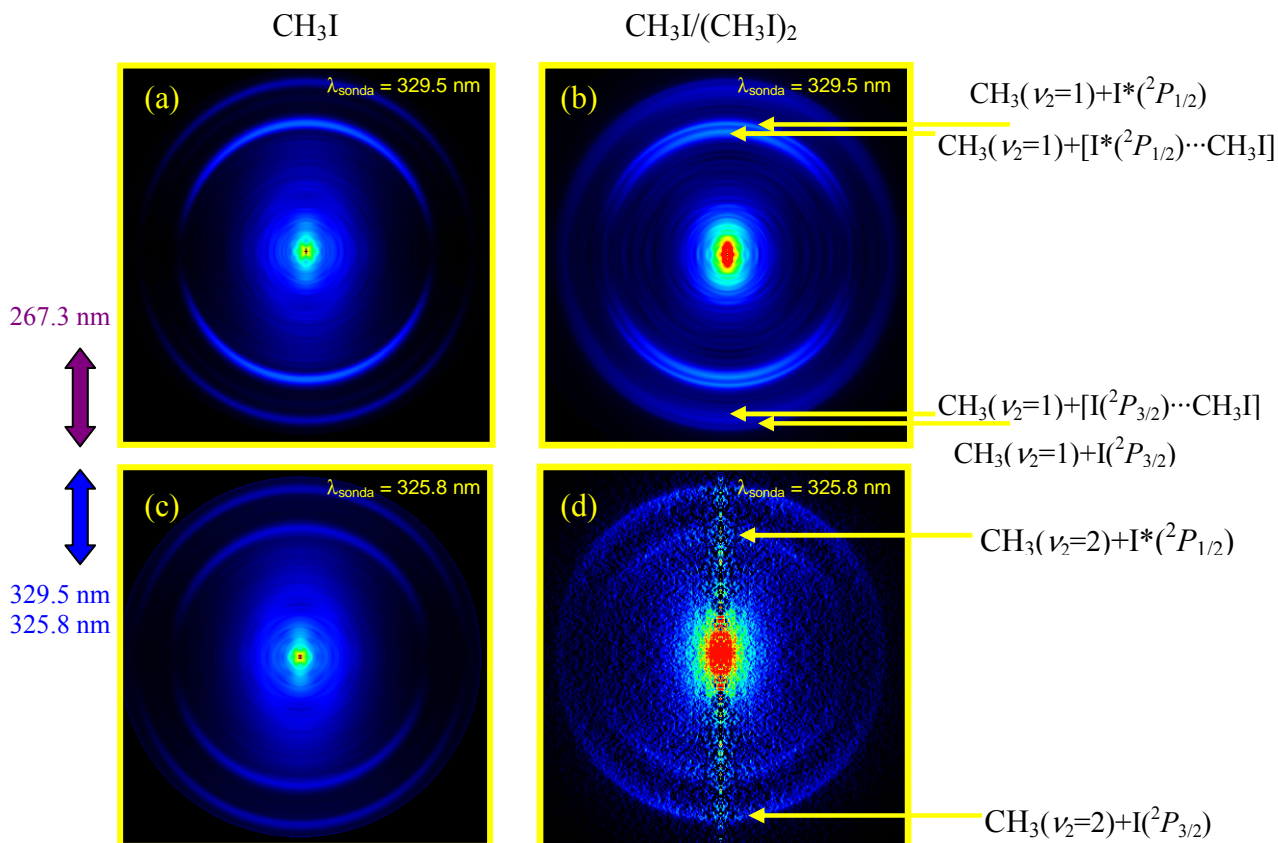 CH₃I
CH₃I/(CH₃I)₂
(a)
λsonda = 329.5 nm
(b)
λsonda = 329.5 nm
CH₃(ν₂=1)+I*(²P₁/₂)
CH₃(ν₂=1)+[I*(²P₁/₂)···CH₃I]
267.3 nm
CH₃(ν₂=1)+[I(²P₃/₂)···CH₃I]
CH₃(ν₂=1)+I(²P₃/₂)
(c)
λsonda = 325.8 nm
(d)
λsonda = 325.8 nm
CH₃(ν₂=2)+I*(²P₁/₂)
329.5 nm
325.8 nm
CH₃(ν₂=2)+I(²P₃/₂)